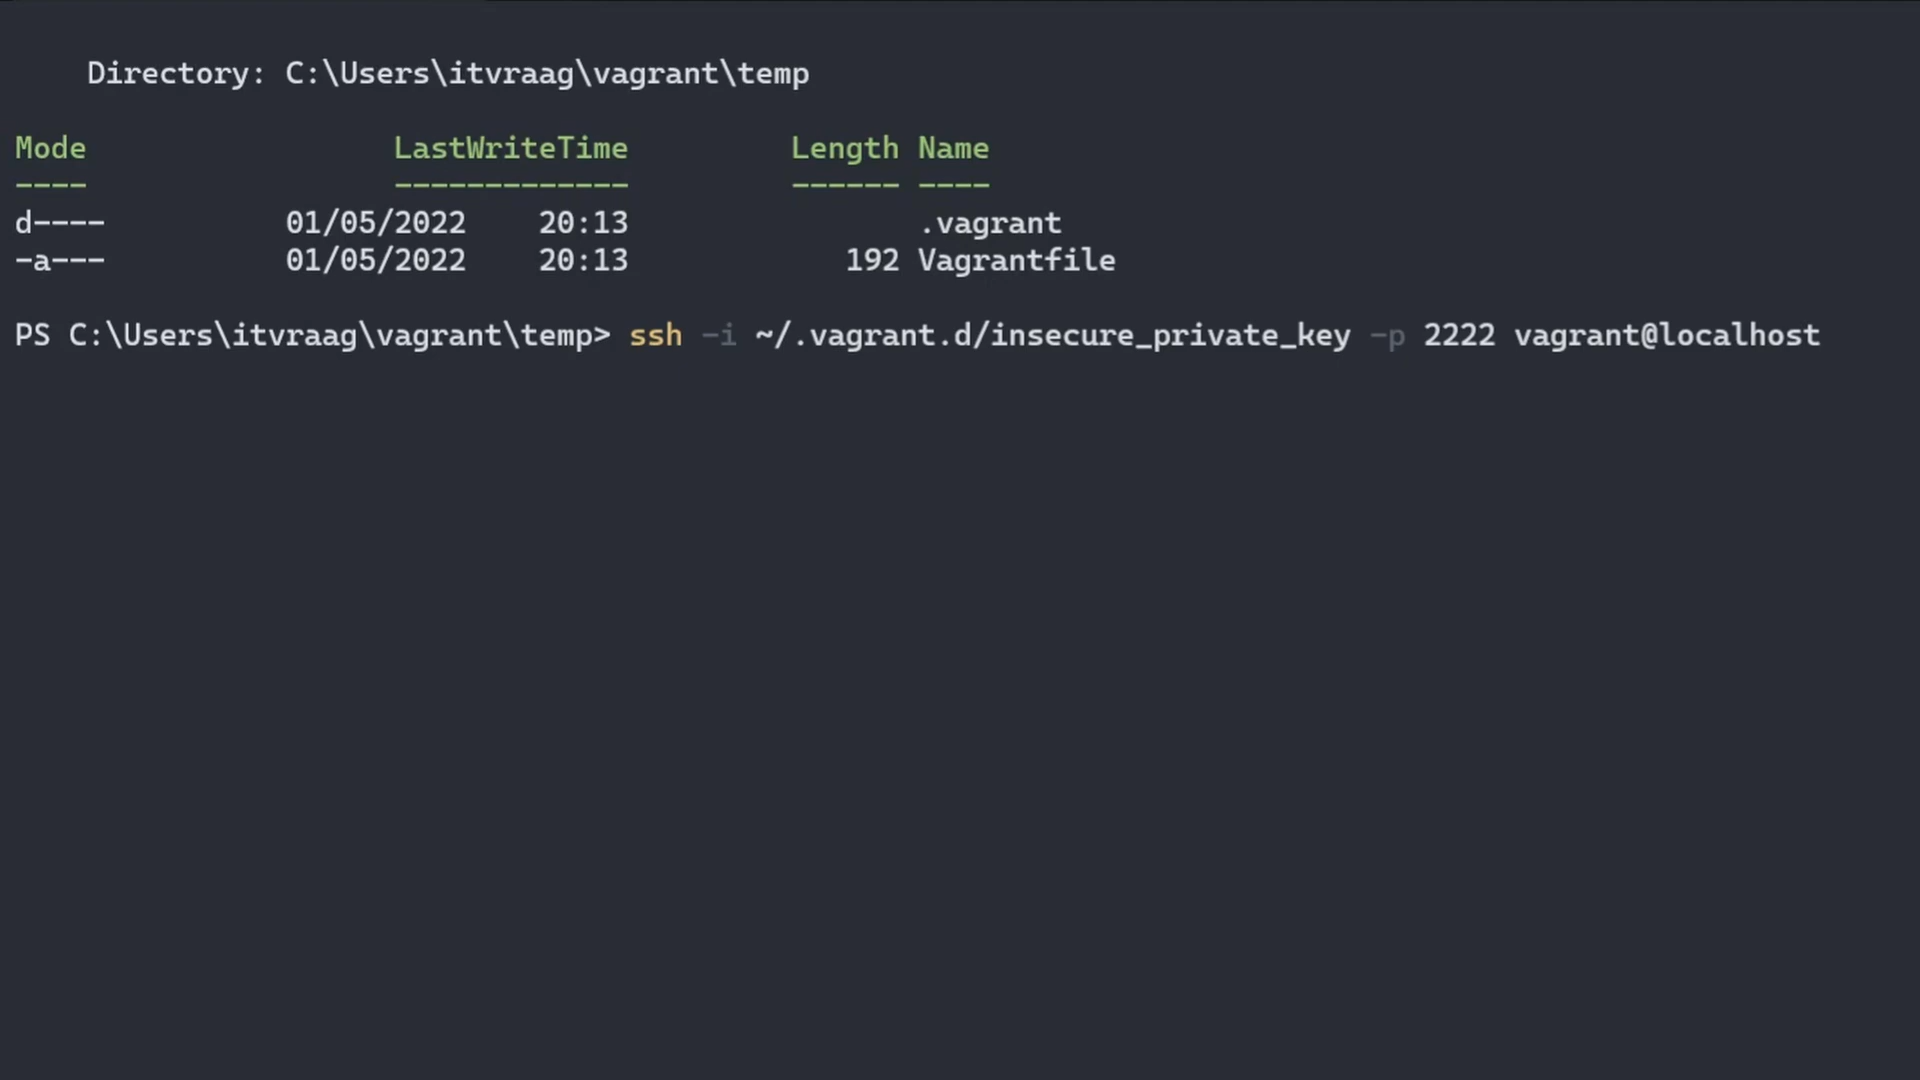 Directory: C:\Users\itvraag\vagrant\temp
Mode LastWriteTime Length Name
---- ------------- ------ ----
d---- 01/05/2022 20:13 .vagrant
-a--- 01/05/2022 20:13 192 Vagrantfile
PS C:\Users\itvraag\vagrant\temp> ssh -i ~/.vagrant.d/insecure_private_key -p 2222 vagrant@localhost